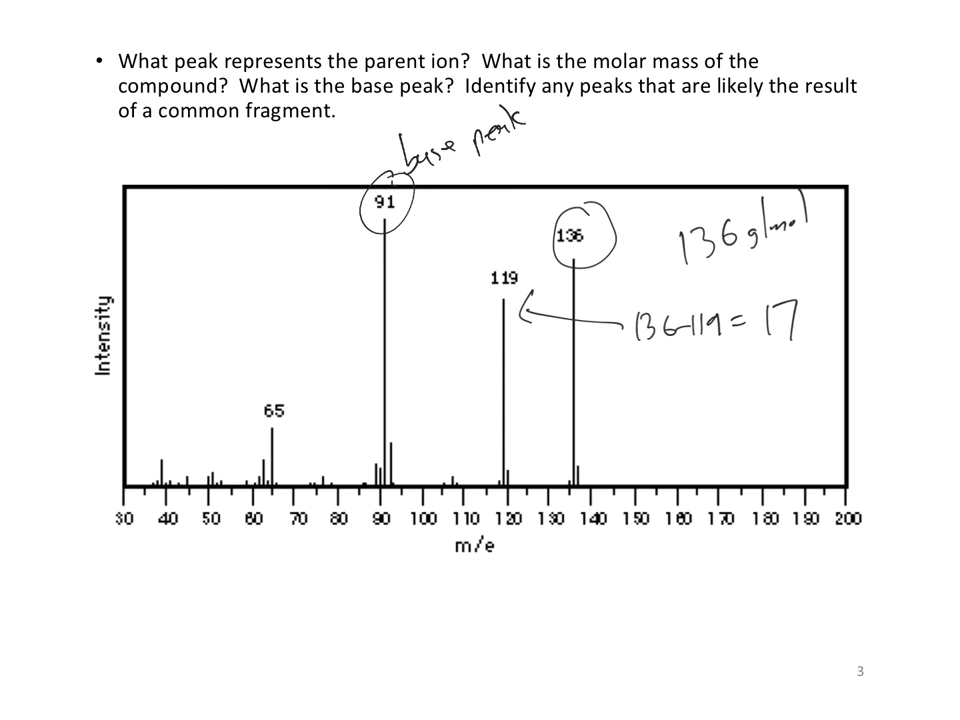 • What peak represents the parent ion? What is the molar mass of the
compound? What is the base peak? Identify any peaks that are likely the result
of a common fragment.
base peak
91
136
136 g/mol
119
136-119 = 17
65
Intensity
30 40 50 60 70 80 90 100 110 120 130 140 150 160 170 180 190 200
m/e
3